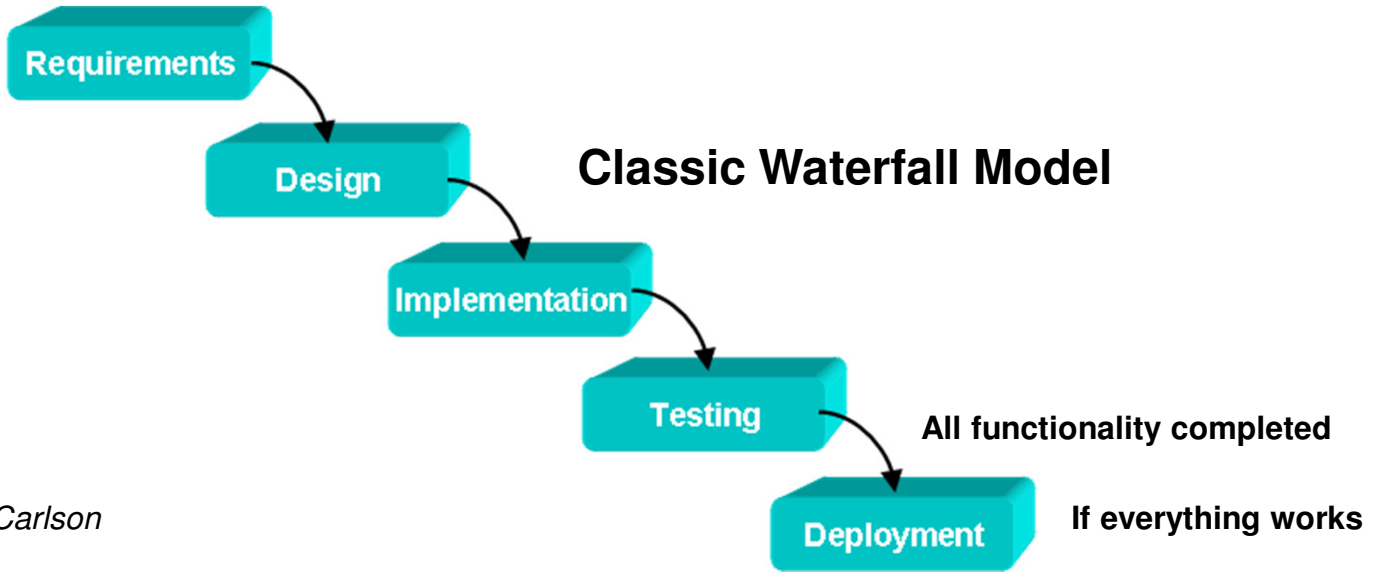 Requirements
Classic Waterfall Model
Design
Implementation
Testing
All functionality completed
Carlson
Deployment
If everything works